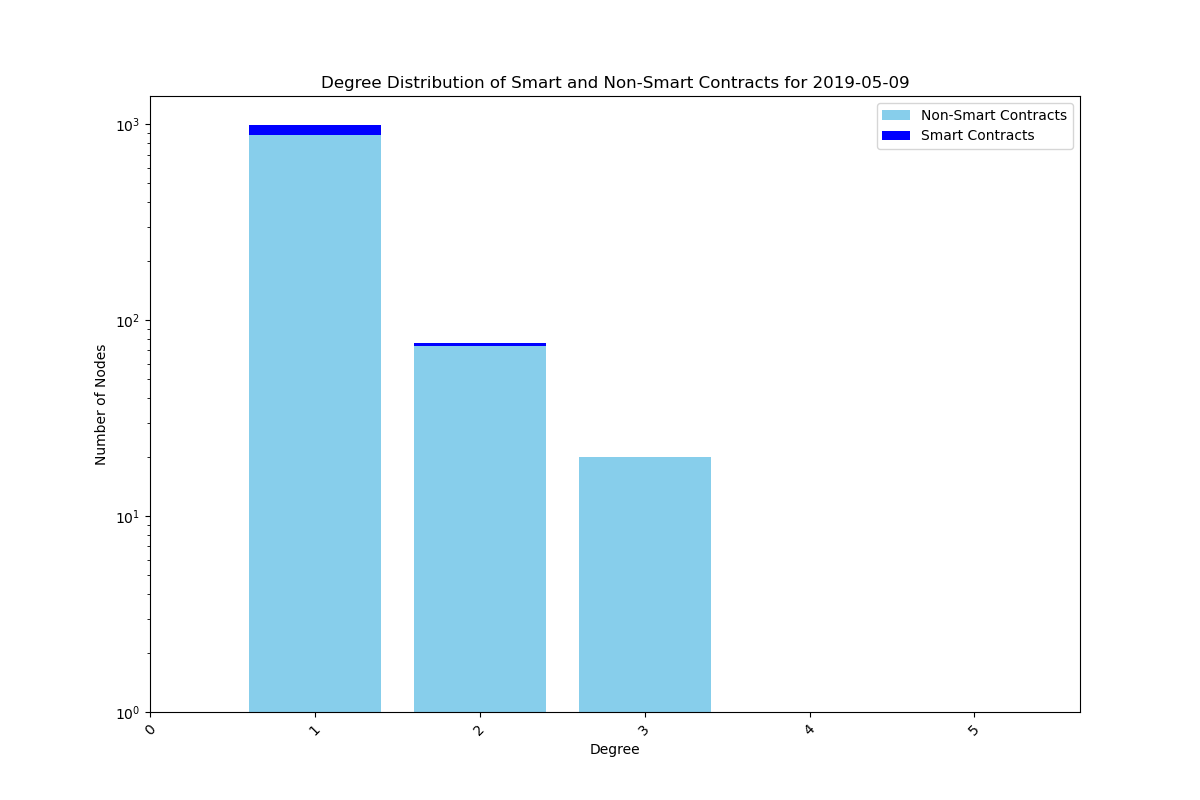 Degree Distribution of Smart and Non-Smart Contracts for 2019-05-09
Non-Smart Contracts
Smart Contracts
Number of Nodes
10³
10²
10¹
10⁰
0 1 2 3 4 5
Degree